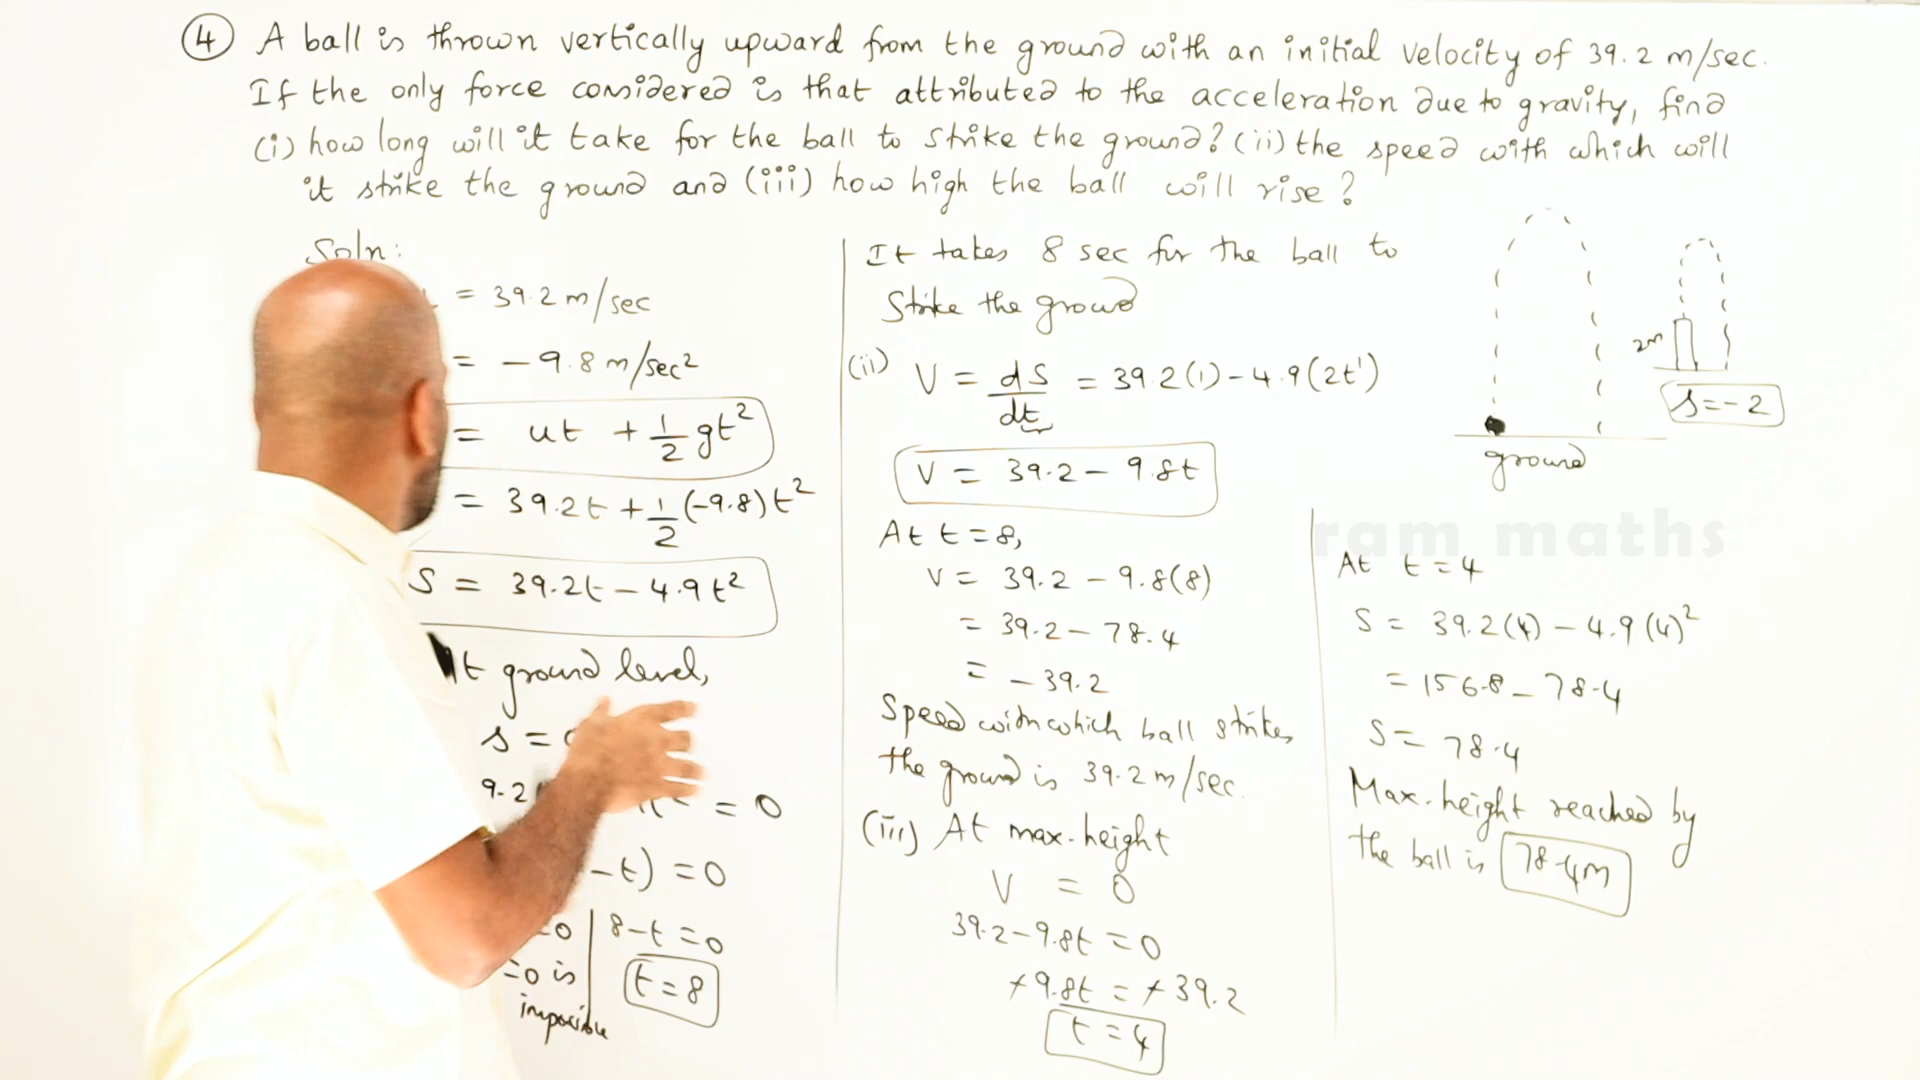 4 A ball is thrown vertically upward from the ground with an initial velocity of 39.2 m/sec.
If the only force considered is that attributed to the acceleration due to gravity, find
(i) how long will it take for the ball to strike the ground? (ii) the speed with which will
it strike the ground and (iii) how high the ball will rise?
Soln:
= 39.2 m/sec
= -9.8 m/sec²
= ut + 1/2 gt²
= 39.2t + 1/2 (-9.8)t²
S = 39.2t - 4.9t²
At ground level,
s =
9.2 = 0
-t) = 0
=0 | 8-t=0
=0 is t=8
impossible
It takes 8 sec for the ball to
Strike the ground
(ii) V = ds/dt = 39.2(1) - 4.9(2t')
V = 39.2 - 9.8t
At t=8,
V = 39.2 - 9.8(8)
= 39.2 - 78.4
= -39.2
Speed with which ball strikes
the ground is 39.2 m/sec.
(iii) At max. height
V = 0
39.2 - 9.8t = 0
+9.8t = +39.2
t = 4
ground
2m
s=-2
ram maths
At t=4
S = 39.2(4) - 4.9(4)²
= 156.8 - 78.4
S = 78.4
Max. height reached by
the ball is 78.4m